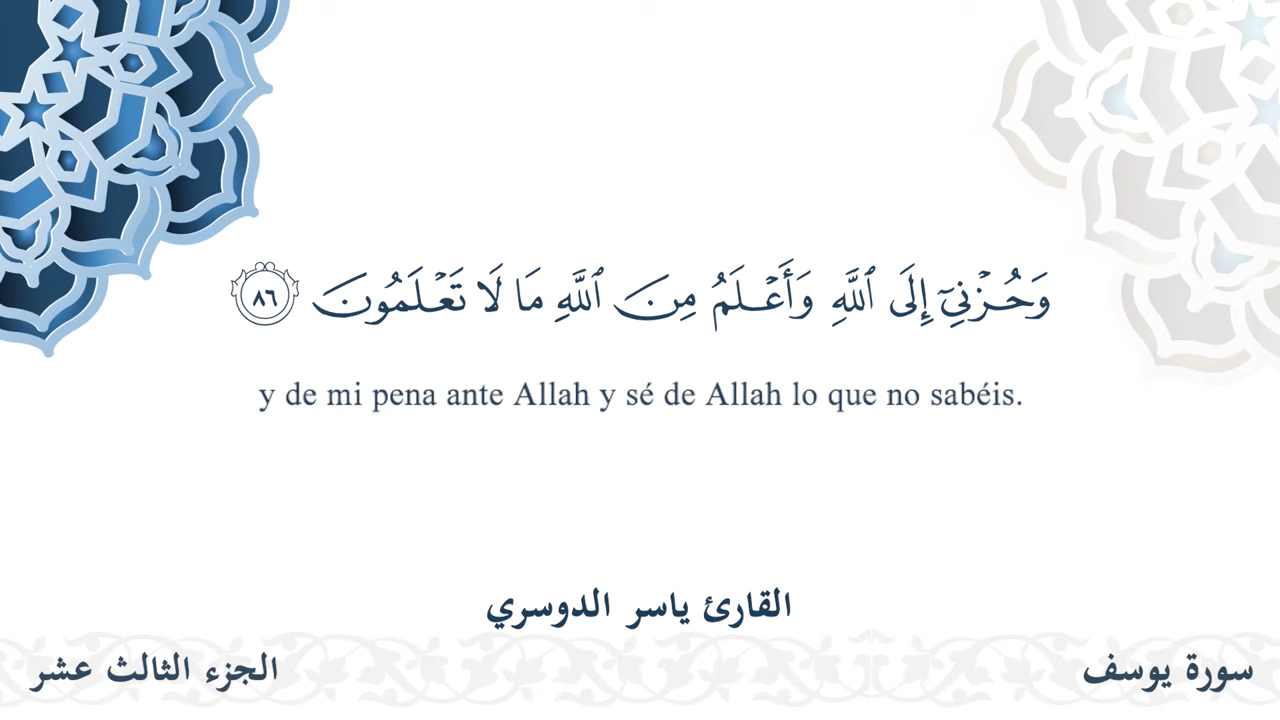 وَحُزۡنِيٓ إِلَى ٱللَّهِ وَأَعۡلَمُ مِنَ ٱللَّهِ مَا لَا تَعۡلَمُونَ ٨٦
y de mi pena ante Allah y sé de Allah lo que no sabéis.
القارئ ياسر الدوسري
سورة يوسف
الجزء الثالث عشر